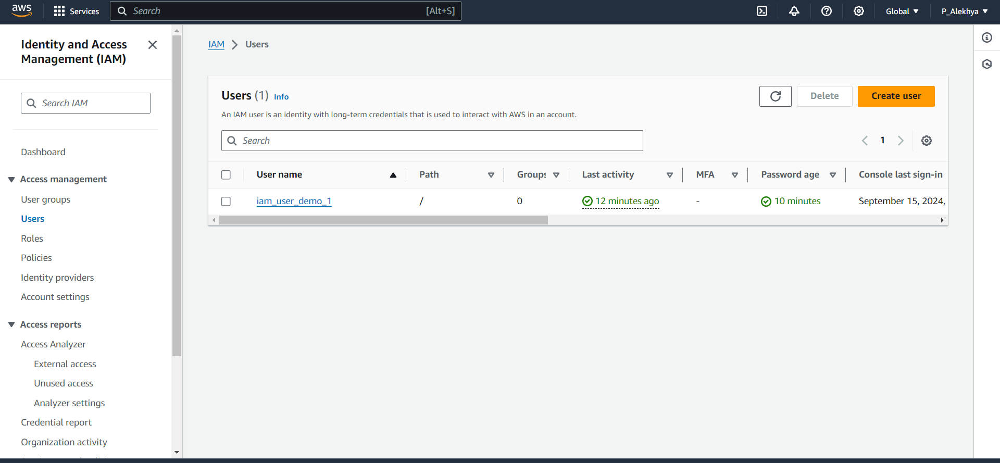 aws
Services
Search
[Alt+S]
Global
P_Alekhya
Identity and Access
Management (IAM)
Search IAM
Dashboard
Access management
User groups
Users
Roles
Policies
Identity providers
Account settings
Access reports
Access Analyzer
External access
Unused access
Analyzer settings
Credential report
Organization activity
IAM > Users
Users (1) Info
Delete
Create user
An IAM user is an identity with long-term credentials that is used to interact with AWS in an account.
Search
1
User name Path Groups Last activity MFA Password age Console last sign-in
iam_user_demo_1 / 0 12 minutes ago - 10 minutes September 15, 2024,